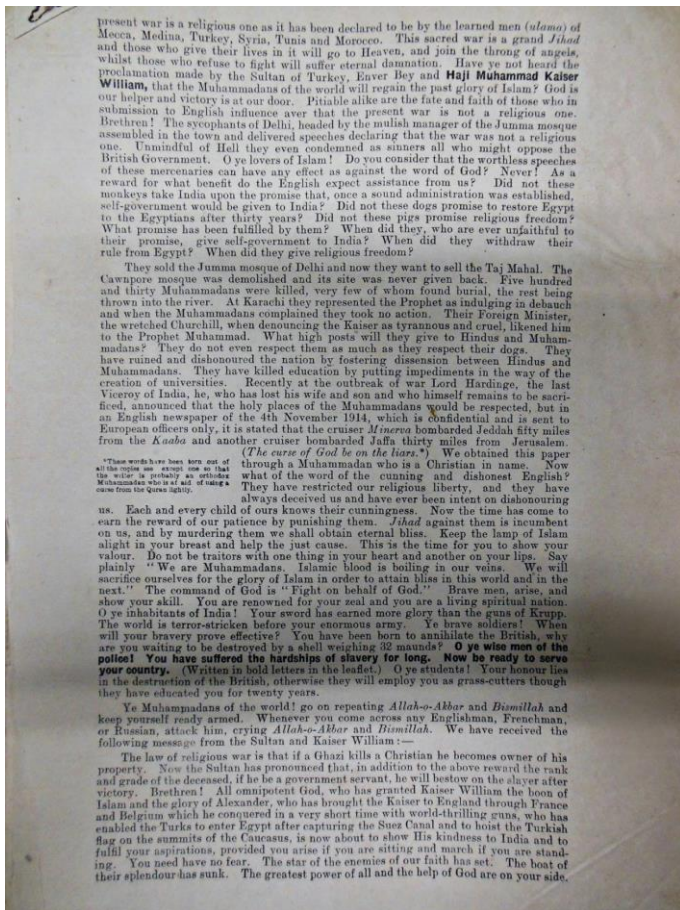 present war is a religious one as it has been declared to be by the learned men (ulama) of
Mecca, Medina, Turkey, Syria, Tunis and Morocco. This sacred war is a grand Jihad
and those who give their lives in it will go to Heaven, and join the throng of angels,
whilst those who refuse to fight will suffer eternal damnation. Have ye not heard the
proclamation made by the Sultan of Turkey, Enver Bey and Haji Muhammad Kaiser
William, that the Muhammadans of the world will regain the past glory of Islam? God is
our helper and victory is at our door. Pitiable alike are the fate and faith of those who in
submission to English influence aver that the present war is not a religious one.
Brethren! The sycophants of Delhi, headed by the mulish manager of the Jumma mosque
assembled in the town and delivered speeches declaring that the war was not a religious
one. Unmindful of Hell they even condemned as sinners all who might oppose the
British Government. O ye lovers of Islam! Do you consider that the worthless speeches
of these mercenaries can have any effect as against the word of God? Never! As a
reward for what benefit do the English expect assistance from us? Did not these
monkeys take India upon the promise that, once a sound administration was established,
self-government would be given to India? Did not these dogs promise to restore Egypt
to the Egyptians after thirty years? Did not these pigs promise religious freedom?
What promise has been fulfilled by them? When did they, who are ever unfaithful to
their promise, give self-government to India? When did they withdraw their
rule from Egypt? When did they give religious freedom?
They sold the Jumma mosque of Delhi and now they want to sell the Taj Mahal. The
Cawnpore mosque was demolished and its site was never given back. Five hundred
and thirty Muhammadans were killed, very few of whom found burial, the rest being
thrown into the river. At Karachi they represented the Prophet as indulging in debauch
and when the Muhammadans complained they took no action. Their Foreign Minister,
the wretched Churchill, when denouncing the Kaiser as tyrannous and cruel, likened him
to the Prophet Muhammad. What high posts will they give to Hindus and Muham-
madans? They do not even respect them as much as they respect their dogs. They
have ruined and dishonoured the nation by fostering dissension between Hindus and
Muhammadans. They have killed education by putting impediments in the way of the
creation of universities. Recently at the outbreak of war Lord Hardinge, the last
Viceroy of India, he, who has lost his wife and son and who himself remains to be sacri-
ficed, announced that the holy places of the Muhammadans would be respected, but in
an English newspaper of the 4th November 1914, which is confidential and is sent to
European officers only, it is stated that the cruiser Minerva bombarded Jeddah fifty miles
from the Kaaba and another cruiser bombarded Jaffa thirty miles from Jerusalem.
(The curse of God be on the liars.*) We obtained this paper
through a Muhammadan who is a Christian in name. Now
what of the word of the cunning and dishonest English?
They have restricted our religious liberty, and they have
always deceived us and have ever been intent on dishonouring
*These words have been torn out of
all the copies except one so that
the writer is probably an orthodox
Muhammadan who is afraid of using a
curse from the Quran lightly.
us. Each and every child of ours knows their cunningness. Now the time has come to
earn the reward of our patience by punishing them. Jihad against them is incumbent
on us, and by murdering them we shall obtain eternal bliss. Keep the lamp of Islam
alight in your breast and help the just cause. This is the time for you to show your
valour. Do not be traitors with one thing in your heart and another on your lips. Say
plainly "We are Muhammadans. Islamic blood is boiling in our veins. We will
sacrifice ourselves for the glory of Islam in order to attain bliss in this world and in the
next." The command of God is "Fight on behalf of God." Brave men, arise, and
show your skill. You are renowned for your zeal and you are a living spiritual nation.
O ye inhabitants of India! Your sword has earned more glory than the guns of Krupp.
The world is terror-stricken before your enormous army. Ye brave soldiers! When
will your bravery prove effective? You have been born to annihilate the British, why
are you waiting to be destroyed by a shell weighing 32 maunds? O ye wise men of the
police! You have suffered the hardships of slavery for long. Now be ready to serve
your country. (Written in bold letters in the leaflet.) O ye students! Your honour lies
in the destruction of the British, otherwise they will employ you as grass-cutters though
they have educated you for twenty years.
Ye Muhammadans of the world! go on repeating Allah-o-Akbar and Bismillah and
keep yourself ready armed. Whenever you come across any Englishman, Frenchman,
or Russian, attack him, crying Allah-o-Akbar and Bismillah. We have received the
following message from the Sultan and Kaiser William:—
The law of religious war is that if a Ghazi kills a Christian he becomes owner of his
property. Now the Sultan has pronounced that, in addition to the above reward the rank
and grade of the deceased, if he be a government servant, he will bestow on the slayer after
victory. Brethren! All omnipotent God, who has granted Kaiser William the boon of
Islam and the glory of Alexander, who has brought the Kaiser to England through France
and Belgium which he conquered in a very short time with world-thrilling guns, who has
enabled the Turks to enter Egypt after capturing the Suez Canal and to hoist the Turkish
flag on the summits of the Caucasus, is now about to show His kindness to India and to
fulfil your aspirations, provided you arise if you are sitting and march if you are stand-
ing. You need have no fear. The star of the enemies of our faith has set. The boat of
their splendour has sunk. The greatest power of all and the help of God are on your side.